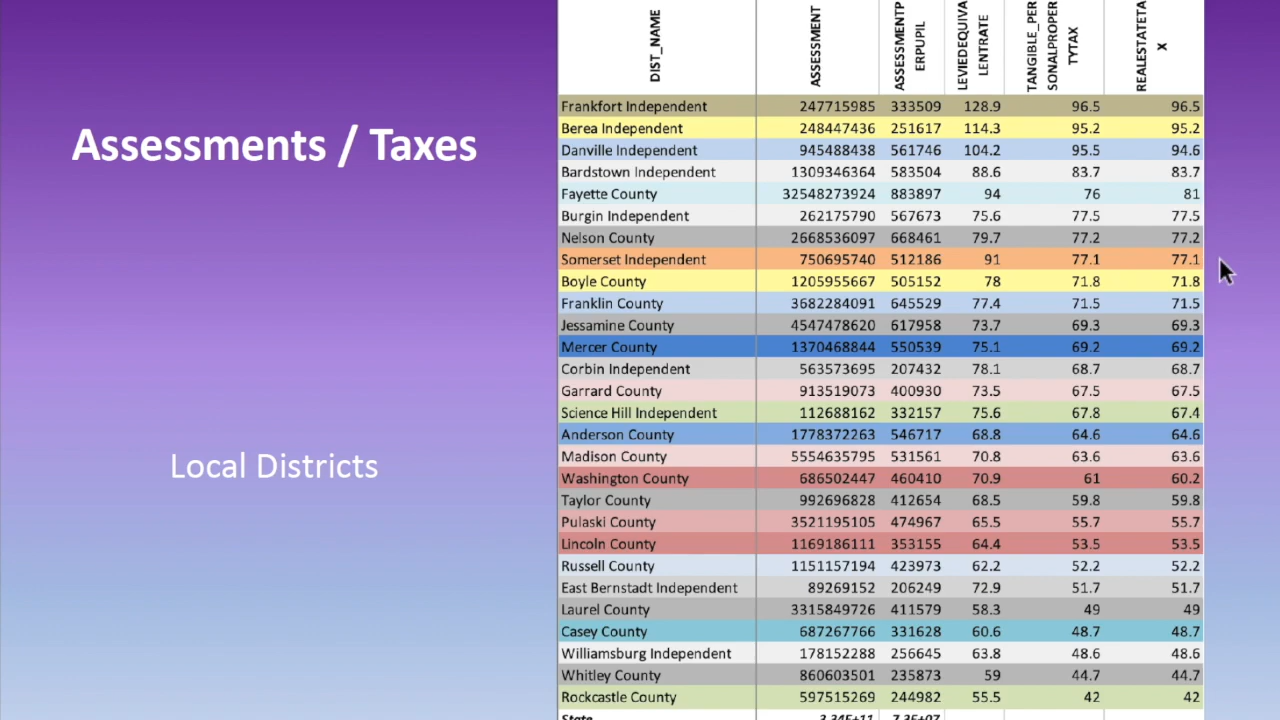 Assessments / Taxes
Local Districts
DIST_NAME ASSESSMENT ASSESSMENTP ERPUPIL LEVIEDEQUIVA LENTRATE TANGIBLE_PER SONALPROPER TYTAX REALESTATETA X
Frankfort Independent 247715985 333509 128.9 96.5 96.5
Berea Independent 248447436 251617 114.3 95.2 95.2
Danville Independent 945488438 561746 104.2 95.5 94.6
Bardstown Independent 1309346364 583504 88.6 83.7 83.7
Fayette County 32548273924 883897 94 76 81
Burgin Independent 262175790 567673 75.6 77.5 77.5
Nelson County 2668536097 668461 79.7 77.2 77.2
Somerset Independent 750695740 512186 91 77.1 77.1
Boyle County 1205955667 505152 78 71.8 71.8
Franklin County 3682284091 645529 77.4 71.5 71.5
Jessamine County 4547478620 617958 73.7 69.3 69.3
Mercer County 1370468844 550539 75.1 69.2 69.2
Corbin Independent 563573695 207432 78.1 68.7 68.7
Garrard County 913519073 400930 73.5 67.5 67.5
Science Hill Independent 112688162 332157 75.6 67.8 67.4
Anderson County 1778372263 546717 68.8 64.6 64.6
Madison County 5554635795 531561 70.8 63.6 63.6
Washington County 686502447 460410 70.9 61 60.2
Taylor County 992696828 412654 68.5 59.8 59.8
Pulaski County 3521195105 474967 65.5 55.7 55.7
Lincoln County 1169186111 353155 64.4 53.5 53.5
Russell County 1151157194 423973 62.2 52.2 52.2
East Bernstadt Independent 89269152 206249 72.9 51.7 51.7
Laurel County 3315849726 411579 58.3 49 49
Casey County 687267766 331628 60.6 48.7 48.7
Williamsburg Independent 178152288 256645 63.8 48.6 48.6
Whitley County 860603501 235873 59 44.7 44.7
Rockcastle County 597515269 244982 55.5 42 42
State 3.34E+11 7.3E+07